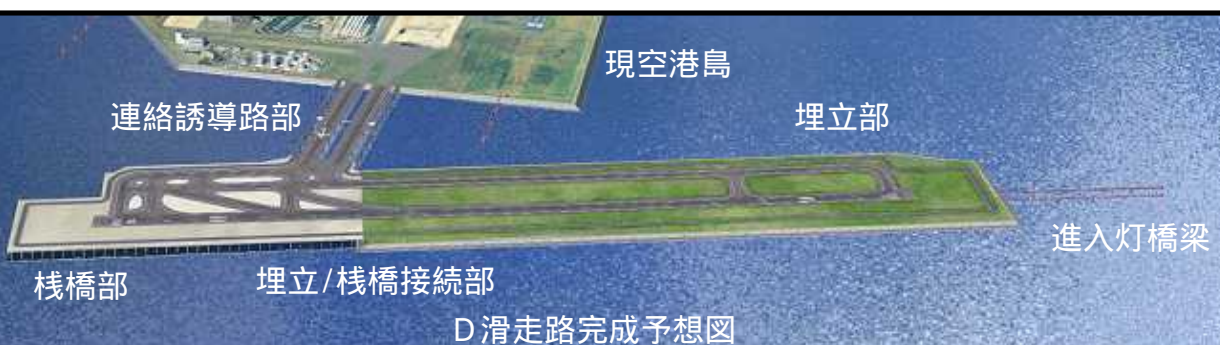 現空港島
連絡誘導路部
埋立部
進入灯橋梁
桟橋部
埋立/桟橋接続部
D滑走路完成予想図